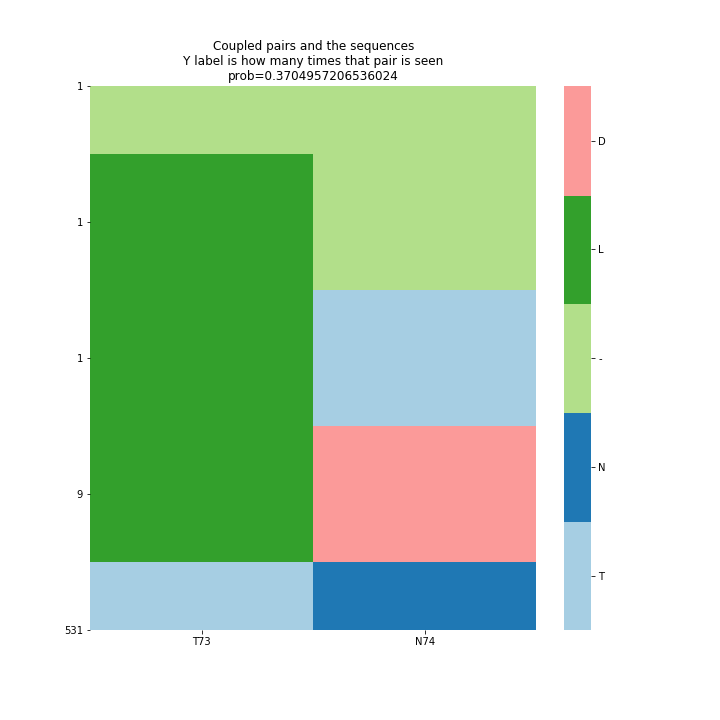 Coupled pairs and the sequences
Y label is how many times that pair is seen
prob=0.3704957206536024
1
1
1
9
531
T73
N74
D
L
-
N
T